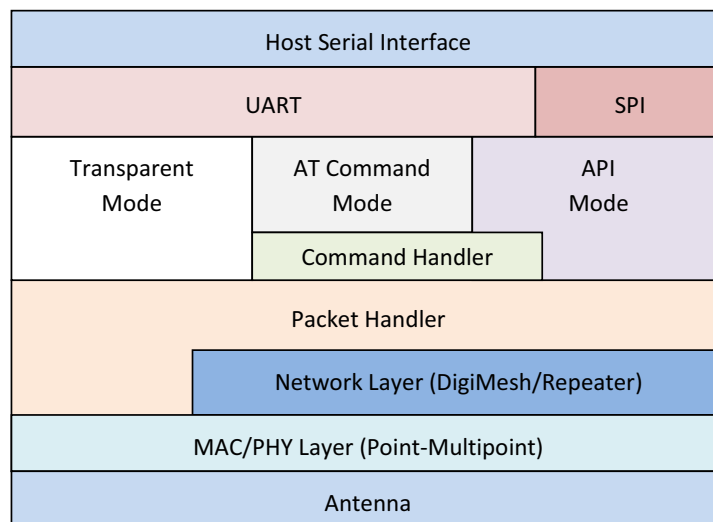 Host Serial Interface
UART
SPI
Transparent
Mode
AT Command
Mode
API
Mode
Command Handler
Packet Handler
Network Layer (DigiMesh/Repeater)
MAC/PHY Layer (Point-Multipoint)
Antenna